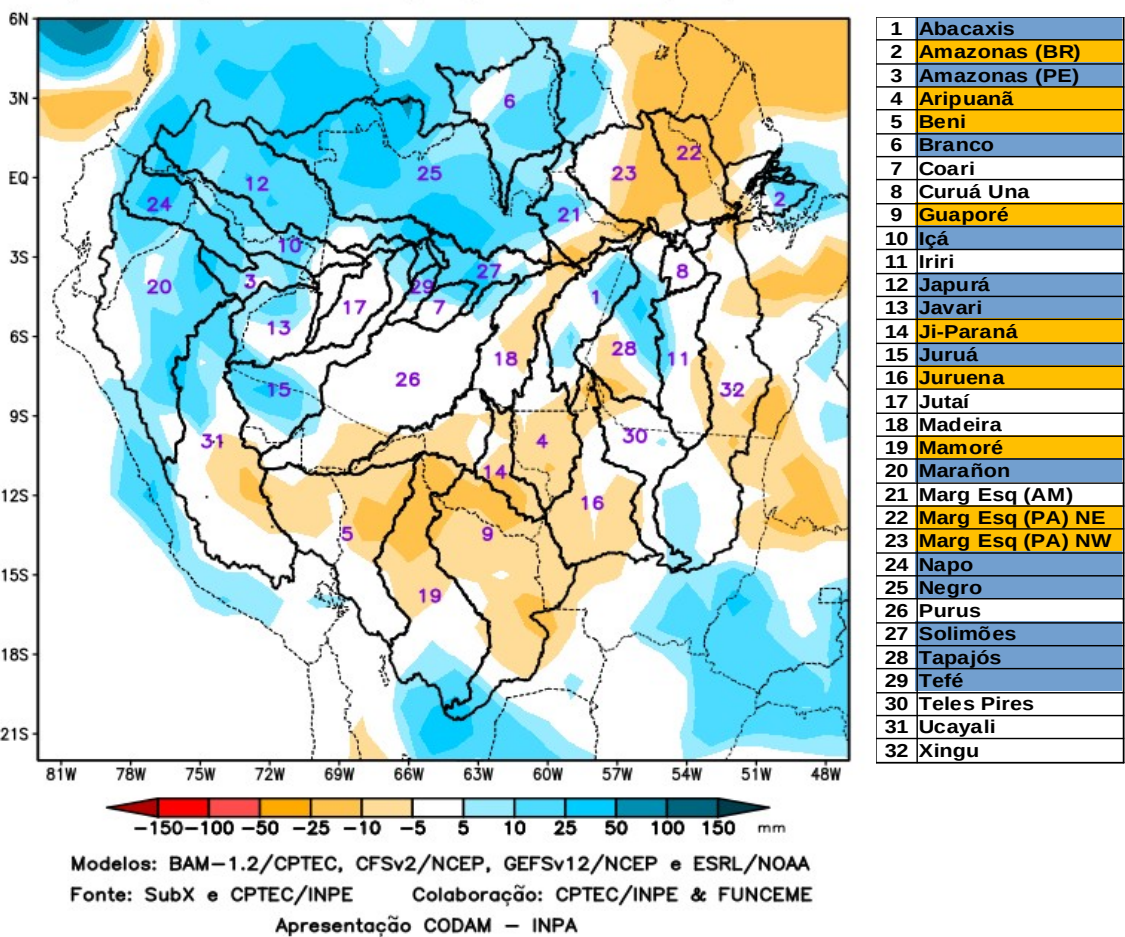 6N
3N
EQ
3S
6S
9S
12S
15S
18S
21S
81W 78W 75W 72W 69W 66W 63W 60W 57W 54W 51W 48W
6
22
23
25
12
2
24
21
10
27
8
3
20
29
1
17
7
13
28
18
11
26
15
32
30
31
4
14
16
5
9
19
-150 -100 -50 -25 -10 -5 5 10 25 50 100 150 mm
Modelos: BAM-1.2/CPTEC, CFSv2/NCEP, GEFSv12/NCEP e ESRL/NOAA
Fonte: SubX e CPTEC/INPE Colaboração: CPTEC/INPE & FUNCEME
Apresentação CODAM - INPA
1 Abacaxis
2 Amazonas (BR)
3 Amazonas (PE)
4 Aripuanã
5 Beni
6 Branco
7 Coari
8 Curuá Una
9 Guaporé
10 Içá
11 Iriri
12 Japurá
13 Javari
14 Ji-Paraná
15 Juruá
16 Juruena
17 Jutaí
18 Madeira
19 Mamoré
20 Marañon
21 Marg Esq (AM)
22 Marg Esq (PA) NE
23 Marg Esq (PA) NW
24 Napo
25 Negro
26 Purus
27 Solimões
28 Tapajós
29 Tefé
30 Teles Pires
31 Ucayali
32 Xingu